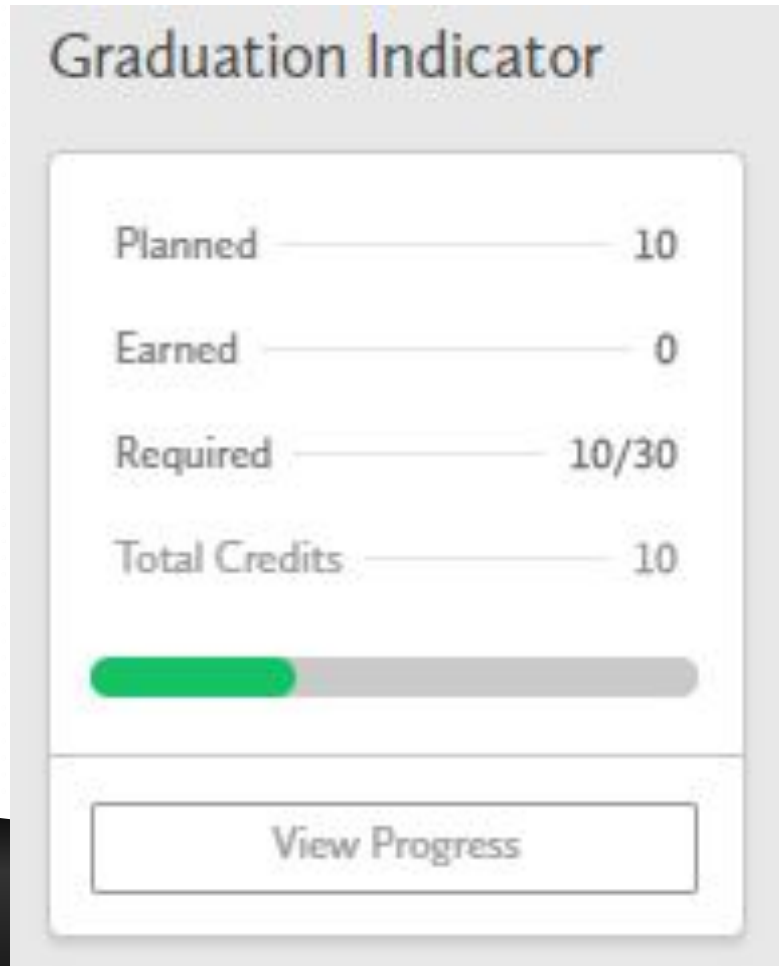 Graduation Indicator
Planned 10
Earned 0
Required 10/30
Total Credits 10
View Progress